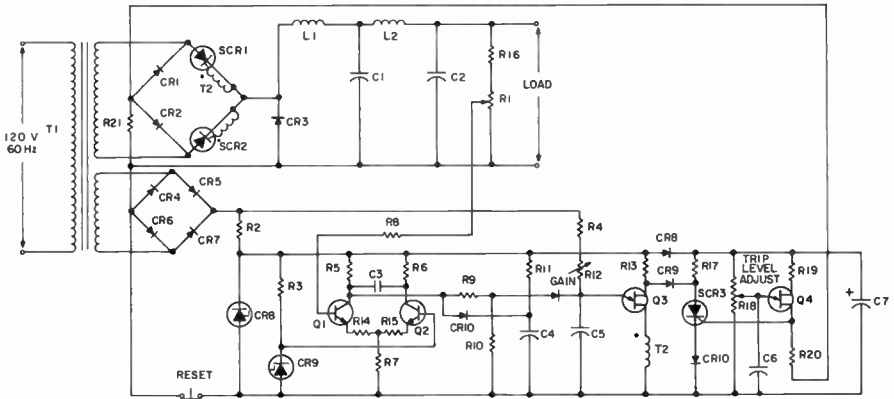 SCR1
L1
L2
T2
CR1
R16
C1
C2
R1
LOAD
CR2
T1
R21
120 V
60 Hz
SCR2
CR3
CR4
CR5
CR6
CR7
R2
R8
R4
R3
R5
C3
R6
R9
R11
GAIN
R12
R13
CR8
CR9
R17
TRIP
LEVEL
ADJUST
R19
SCR3
R18
Q4
C7
+
CR8
Q1
R14
R15
Q2
CR10
R10
C4
C5
Q3
T2
CR10
C6
R20
CR9
R7
RESET